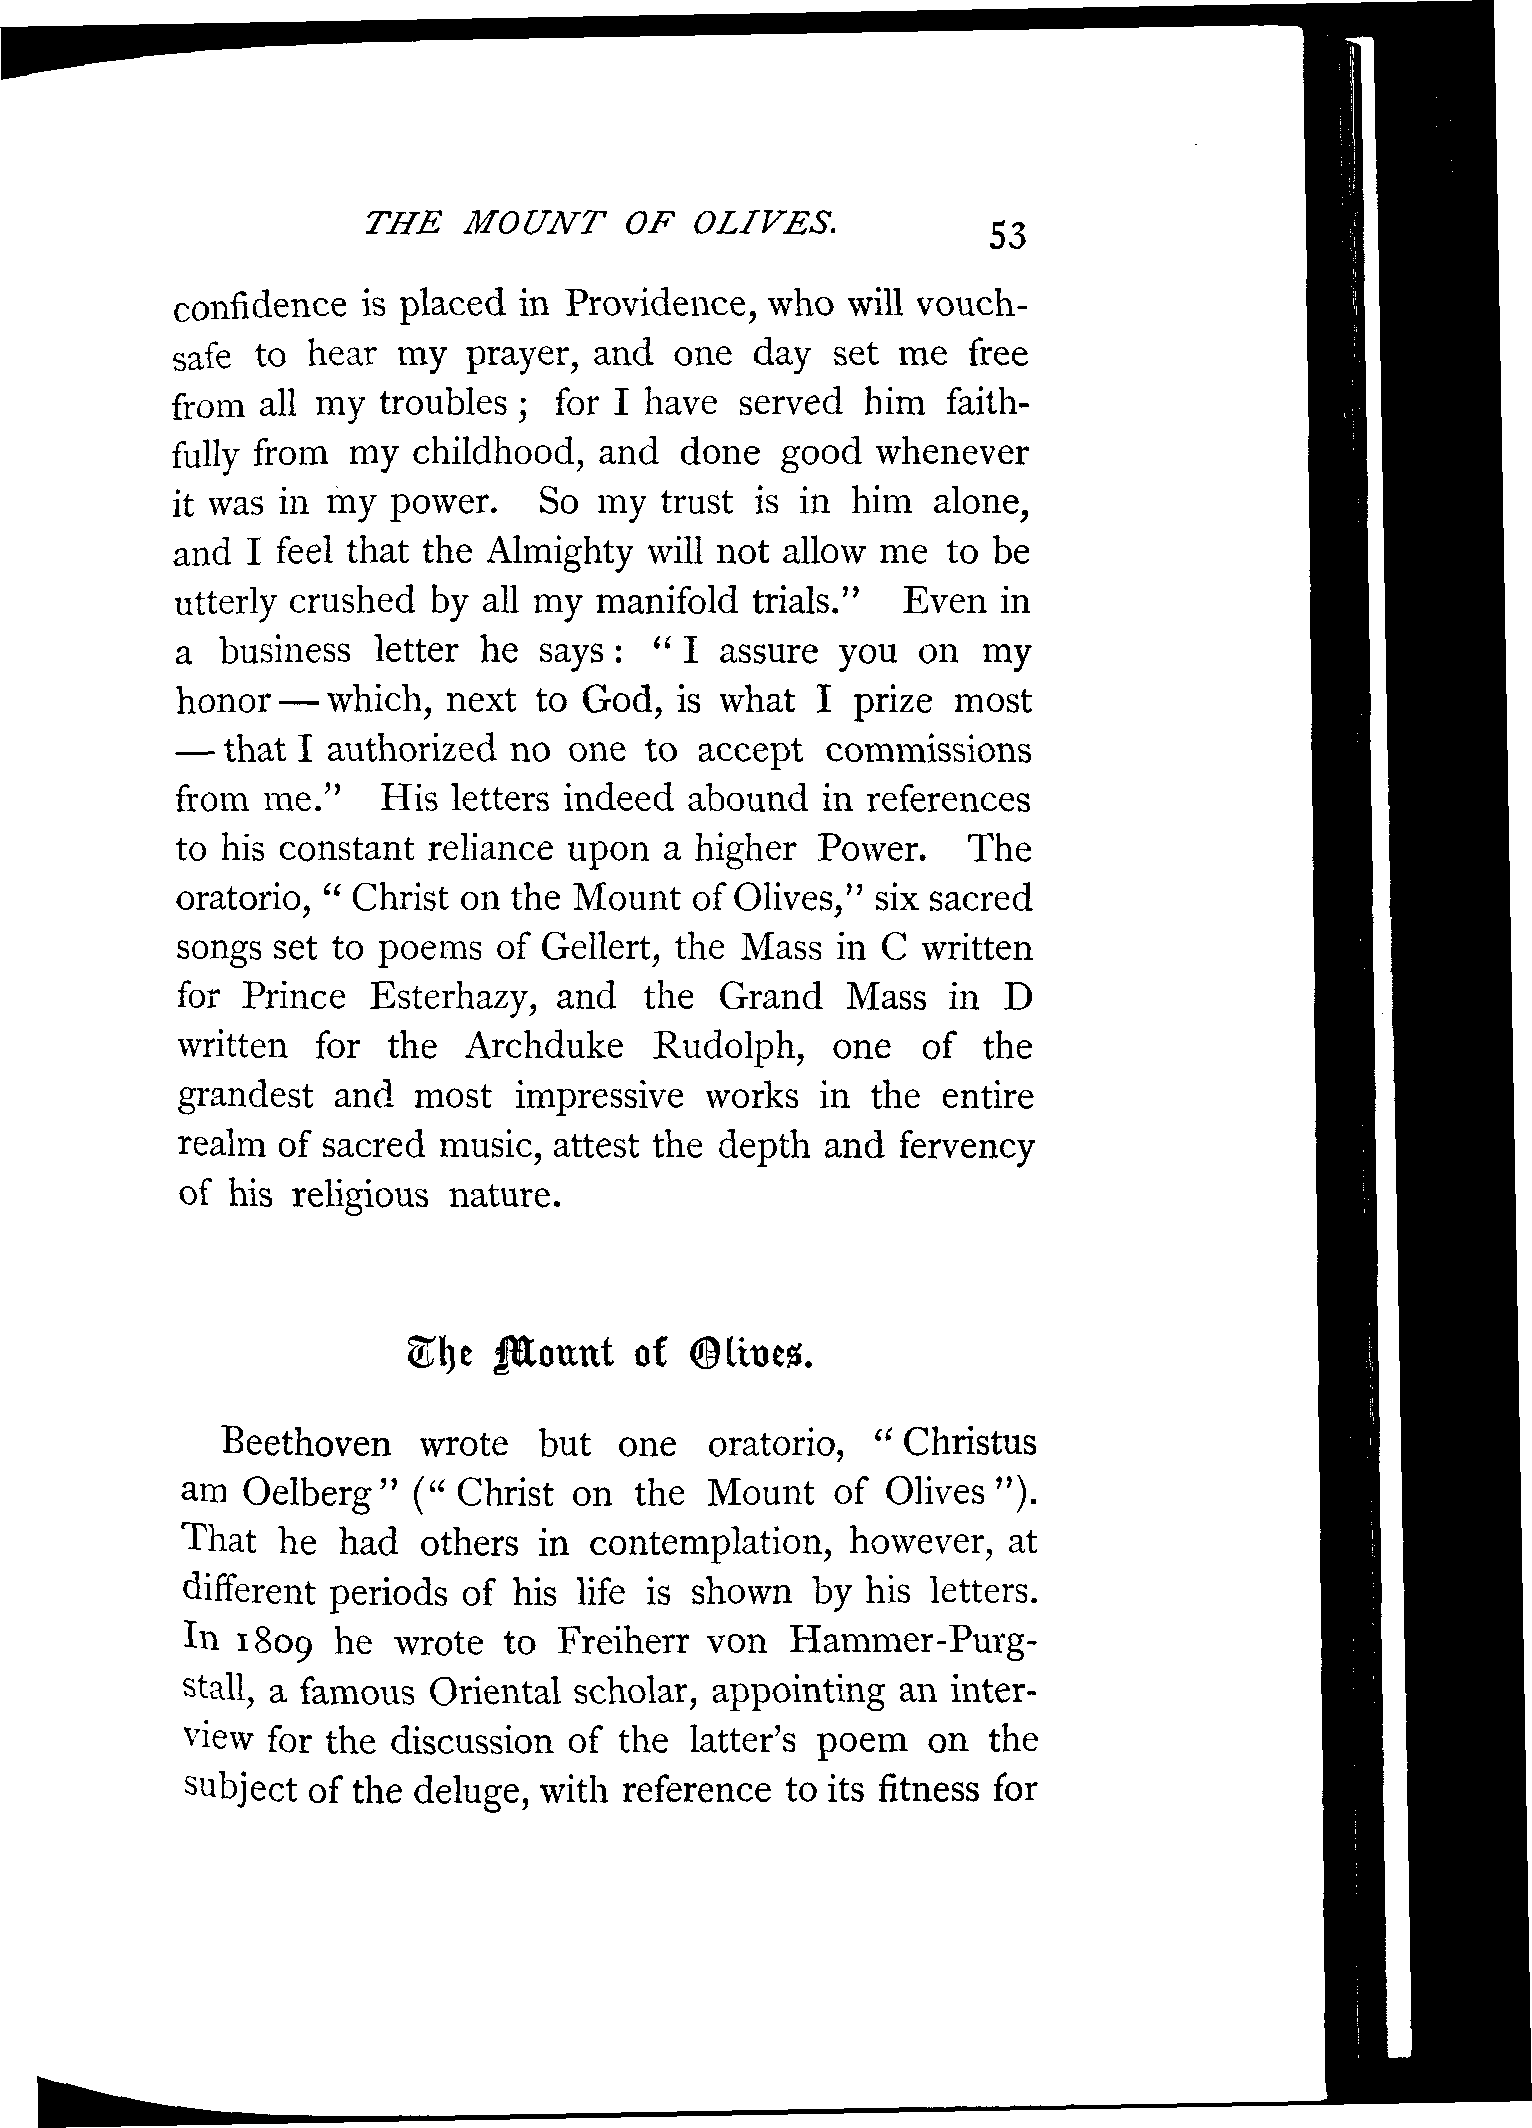 THE MOUNT OF OLIVES. 53
confidence is placed in Providence, who will vouch-
safe to hear my prayer, and one day set me free
from all my troubles ; for I have served him faith-
fully from my childhood, and done good whenever
it was in my power. So my trust is in him alone,
and I feel that the Almighty will not allow me to be
utterly crushed by all my manifold trials.” Even in
a business letter he says : “ I assure you on my
honor — which, next to God, is what I prize most
— that I authorized no one to accept commissions
from me.” His letters indeed abound in references
to his constant reliance upon a higher Power. The
oratorio, “ Christ on the Mount of Olives,” six sacred
songs set to poems of Gellert, the Mass in C written
for Prince Esterhazy, and the Grand Mass in D
written for the Archduke Rudolph, one of the
grandest and most impressive works in the entire
realm of sacred music, attest the depth and fervency
of his religious nature.
The Mount of Olives.
Beethoven wrote but one oratorio, “ Christus
am Oelberg ” (“ Christ on the Mount of Olives ”).
That he had others in contemplation, however, at
different periods of his life is shown by his letters.
In 1809 he wrote to Freiherr von Hammer-Purg-
stall, a famous Oriental scholar, appointing an inter-
view for the discussion of the latter’s poem on the
subject of the deluge, with reference to its fitness for